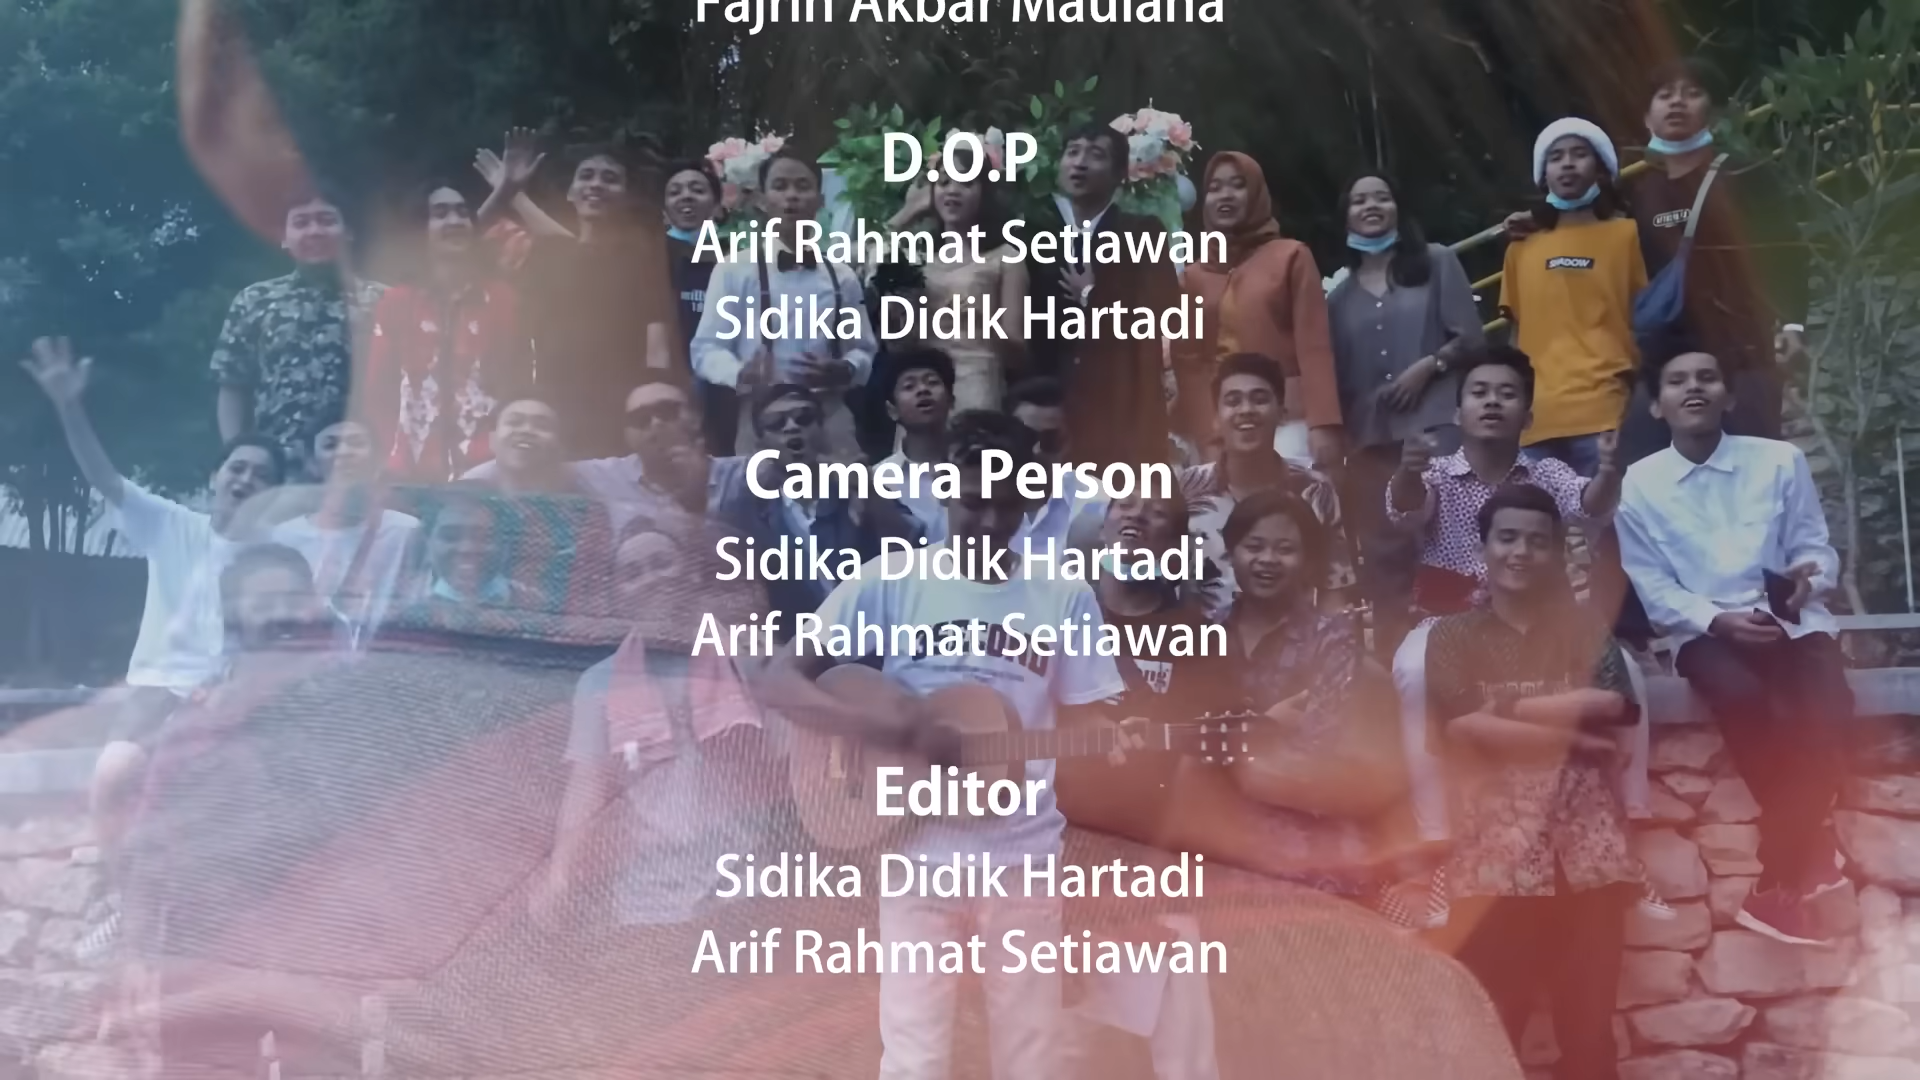 Fajrin Akbar Maulana
D.O.P
Arif Rahmat Setiawan
Sidika Didik Hartadi
Camera Person
Sidika Didik Hartadi
Arif Rahmat Setiawan
Editor
Sidika Didik Hartadi
Arif Rahmat Setiawan
SHADOW